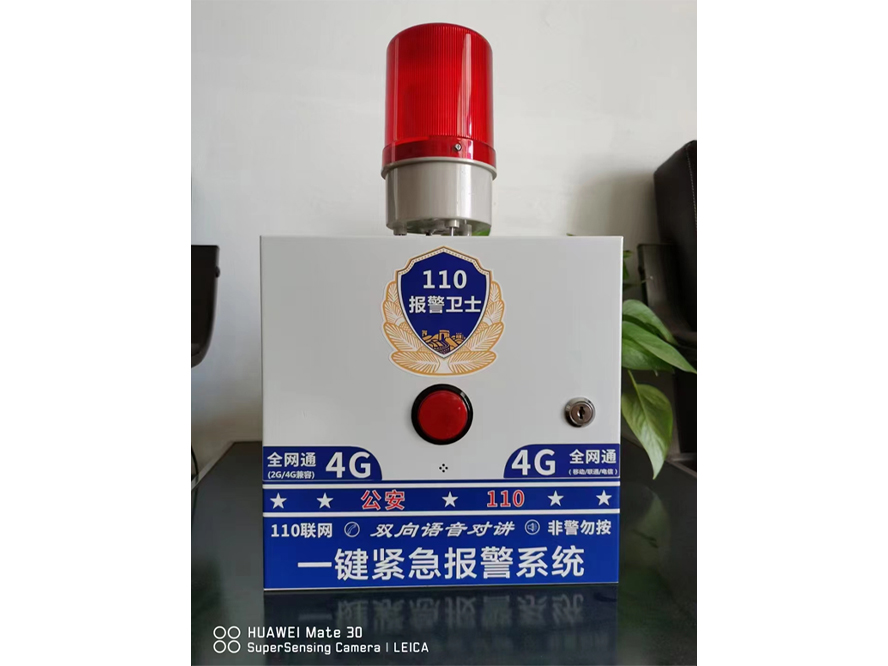 110
报警卫士
全网通
(2G/4G兼容)
4G
4G
全网通
(移动/联通/电信)
公安 110
110联网 双向语音对讲 非警勿按
一键紧急报警系统
HUAWEI Mate 30
SuperSensing Camera | LEICA